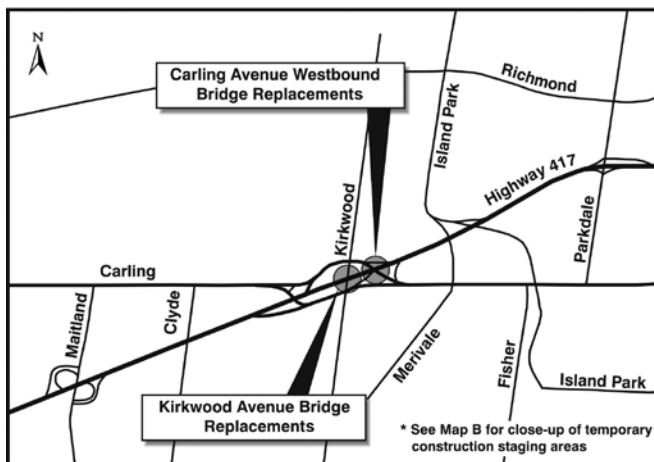 N
Carling Avenue Westbound
Bridge Replacements
Richmond
Island Park
Highway 417
Kirkwood
Parkdale
Carling
Maitland
Clyde
Merivale
Fisher
Island Park
Kirkwood Avenue Bridge
Replacements
* See Map B for close-up of temporary
construction staging areas